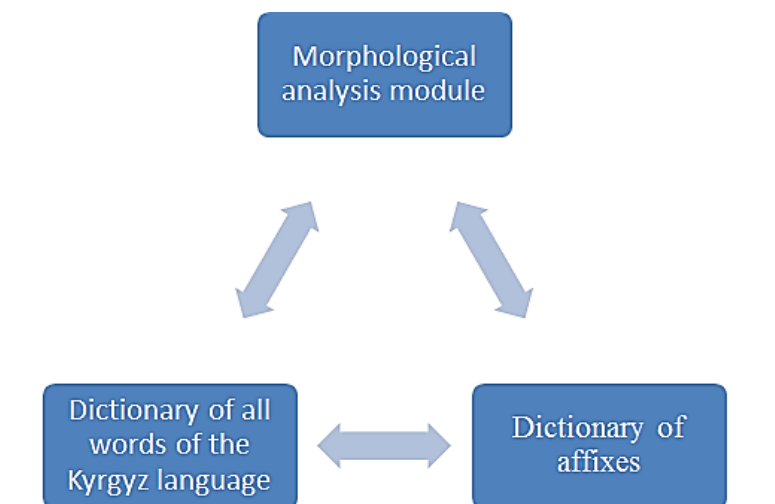 Morphological
analysis module
Dictionary of all
words of the
Kyrgyz language
Dictionary of
affixes